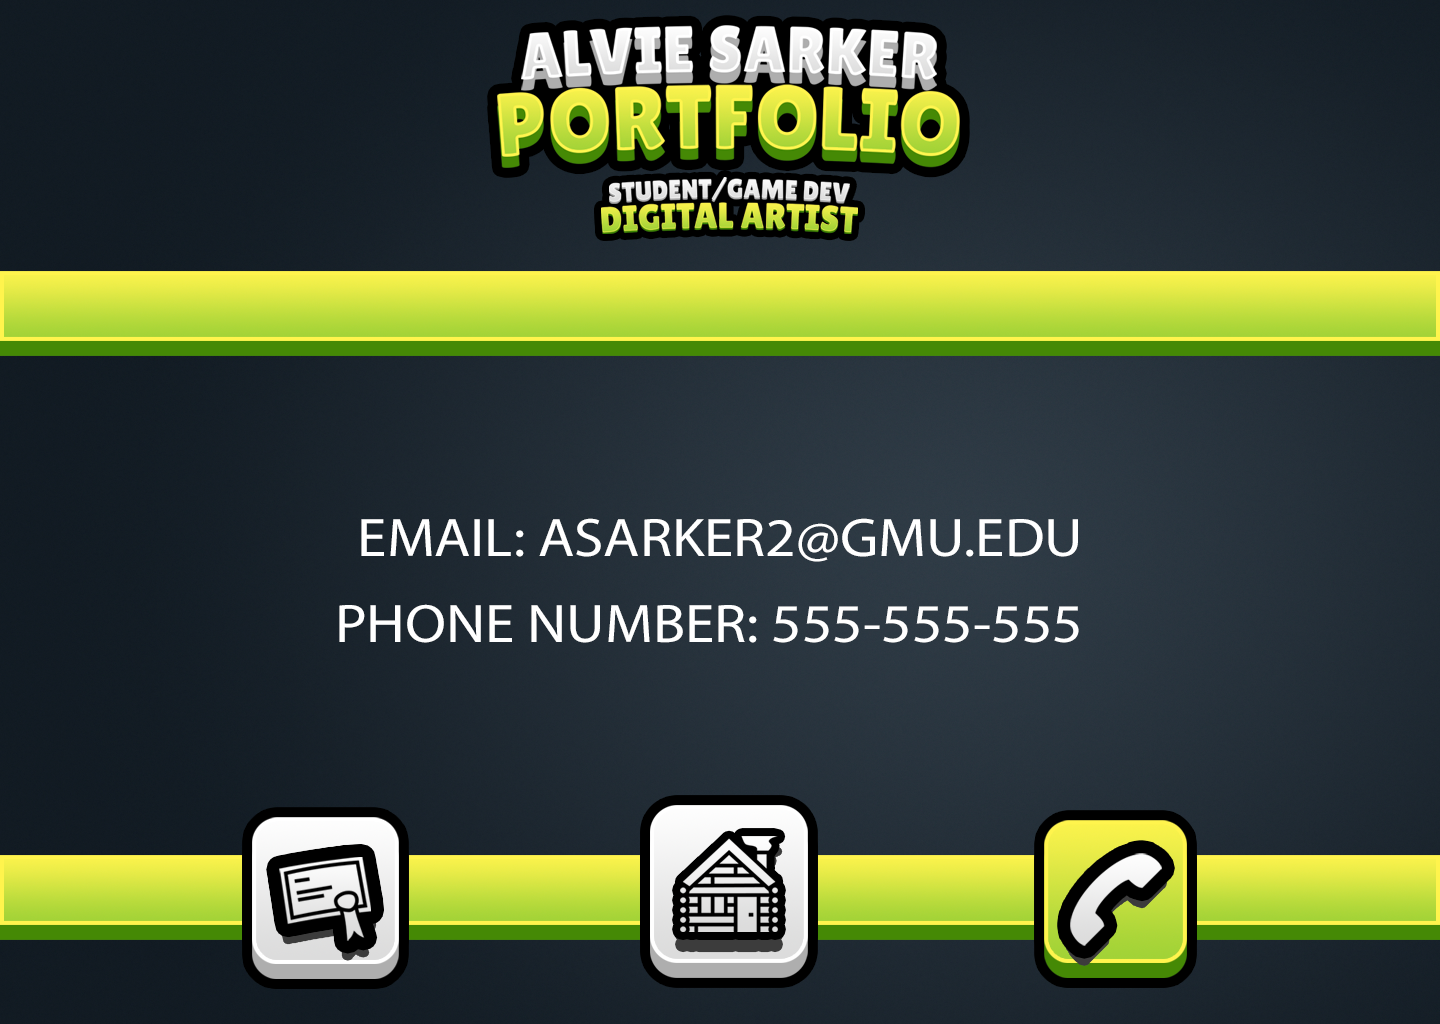 ALVIE SARKER
PORTFOLIO
STUDENT/GAME DEV
DIGITAL ARTIST
EMAIL: ASARKER2@GMU.EDU
PHONE NUMBER: 555-555-555